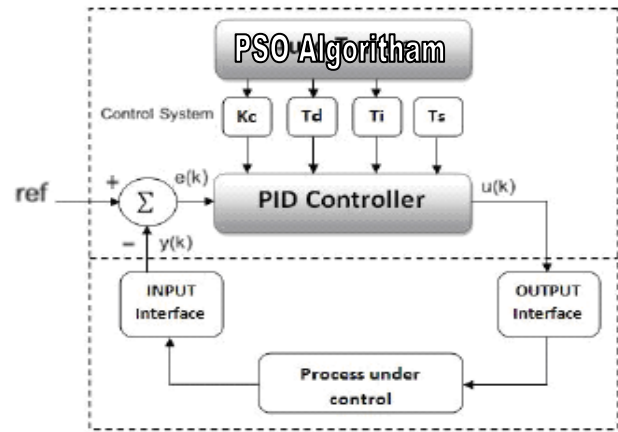 PSO Algoritham
Control System
Kc
Td
Ti
Ts
ref
+
Σ
e(k)
PID Controller
u(k)
−
y(k)
INPUT
Interface
OUTPUT
Interface
Process under
control